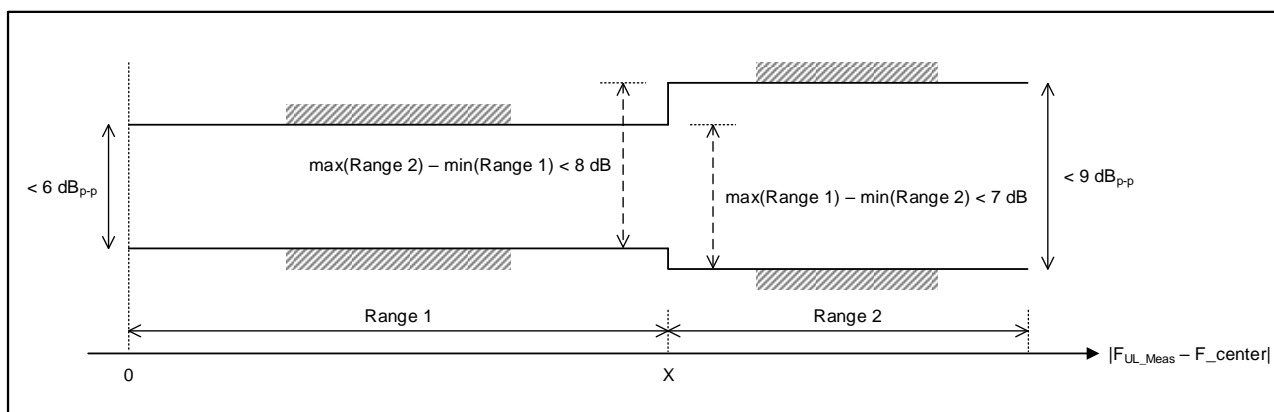 max(Range 2) – min(Range 1) < 8 dB
< 6 dBp-p
max(Range 1) – min(Range 2) < 7 dB
< 9 dBp-p
Range 1
Range 2
|FUL_Meas – F_center|
0
X